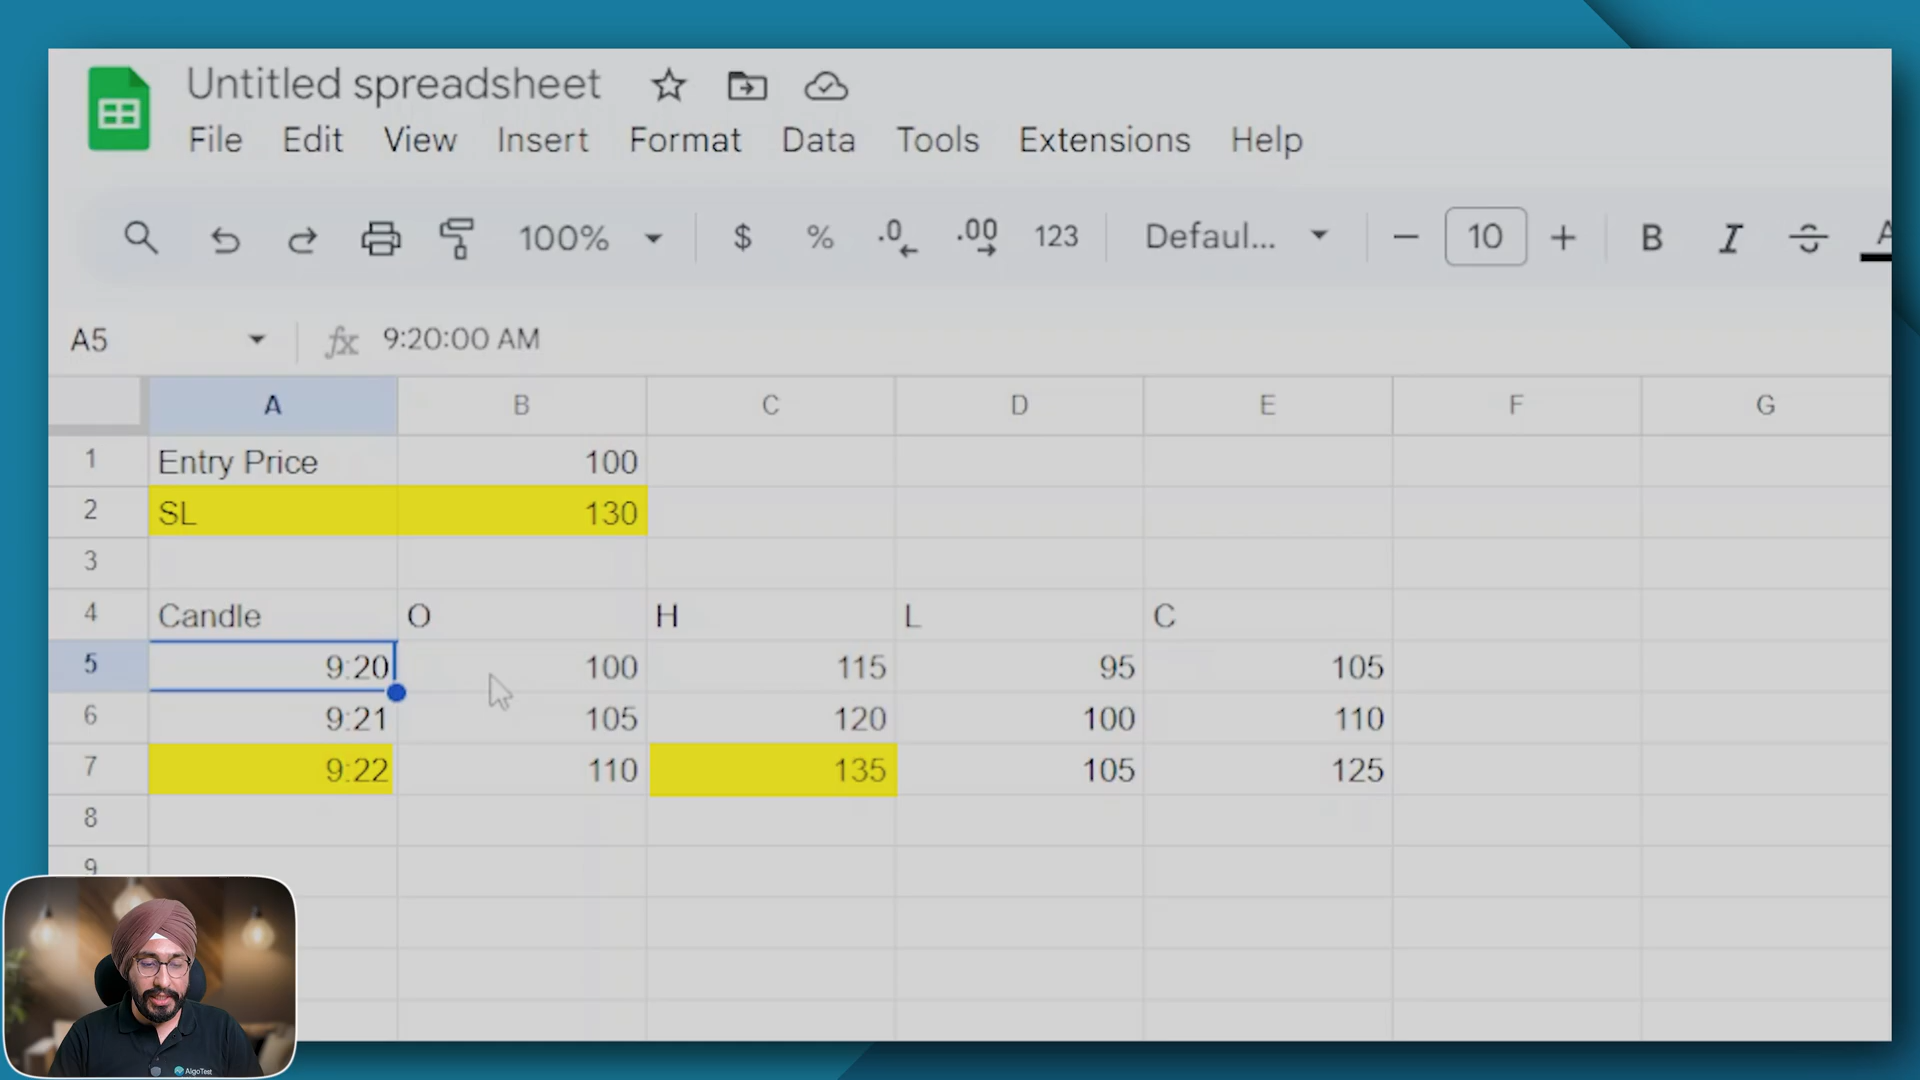 Untitled spreadsheet
File Edit View Insert Format Data Tools Extensions Help
100% $ % .0 .00 123 Defaul... 10 B I A
A5 fx 9:20:00 AM
A B C D E F G
1 Entry Price 100
2 SL 130
3
4 Candle O H L C
5 9:20 100 115 95 105
6 9:21 105 120 100 110
7 9:22 110 135 105 125
8
9
AlgoTest